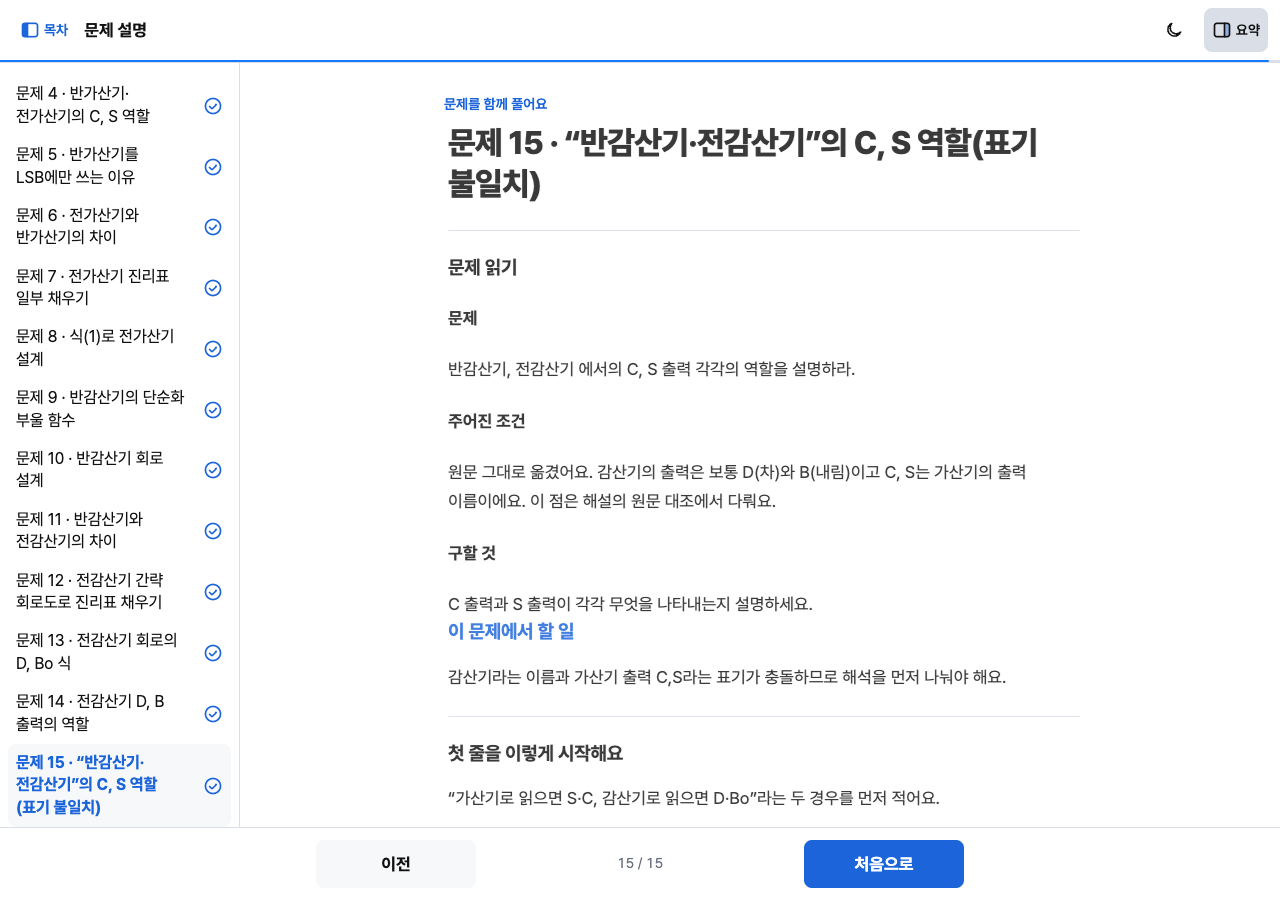 목차
문제 설명
요약
문제 4 · 반가산기·
전가산기의 C, S 역할
문제 5 · 반가산기를
LSB에만 쓰는 이유
문제 6 · 전가산기와
반가산기의 차이
문제 7 · 전가산기 진리표
일부 채우기
문제 8 · 식(1)로 전가산기
설계
문제 9 · 반감산기의 단순화
부울 함수
문제 10 · 반감산기 회로
설계
문제 11 · 반감산기와
전감산기의 차이
문제 12 · 전감산기 간략
회로도로 진리표 채우기
문제 13 · 전감산기 회로의
D, Bo 식
문제 14 · 전감산기 D, B
출력의 역할
문제 15 · “반감산기·
전감산기”의 C, S 역할
(표기 불일치)
문제를 함께 풀어요
문제 15 · “반감산기·전감산기”의 C, S 역할(표기
불일치)
문제 읽기
문제
반감산기, 전감산기 에서의 C, S 출력 각각의 역할을 설명하라.
주어진 조건
원문 그대로 옮겼어요. 감산기의 출력은 보통 D(차)와 B(내림)이고 C, S는 가산기의 출력
이름이에요. 이 점은 해설의 원문 대조에서 다뤄요.
구할 것
C 출력과 S 출력이 각각 무엇을 나타내는지 설명하세요.
이 문제에서 할 일
감산기라는 이름과 가산기 출력 C,S라는 표기가 충돌하므로 해석을 먼저 나눠야 해요.
첫 줄을 이렇게 시작해요
“가산기로 읽으면 S·C, 감산기로 읽으면 D·Bo”라는 두 경우를 먼저 적어요.
이전
15 / 15
처음으로